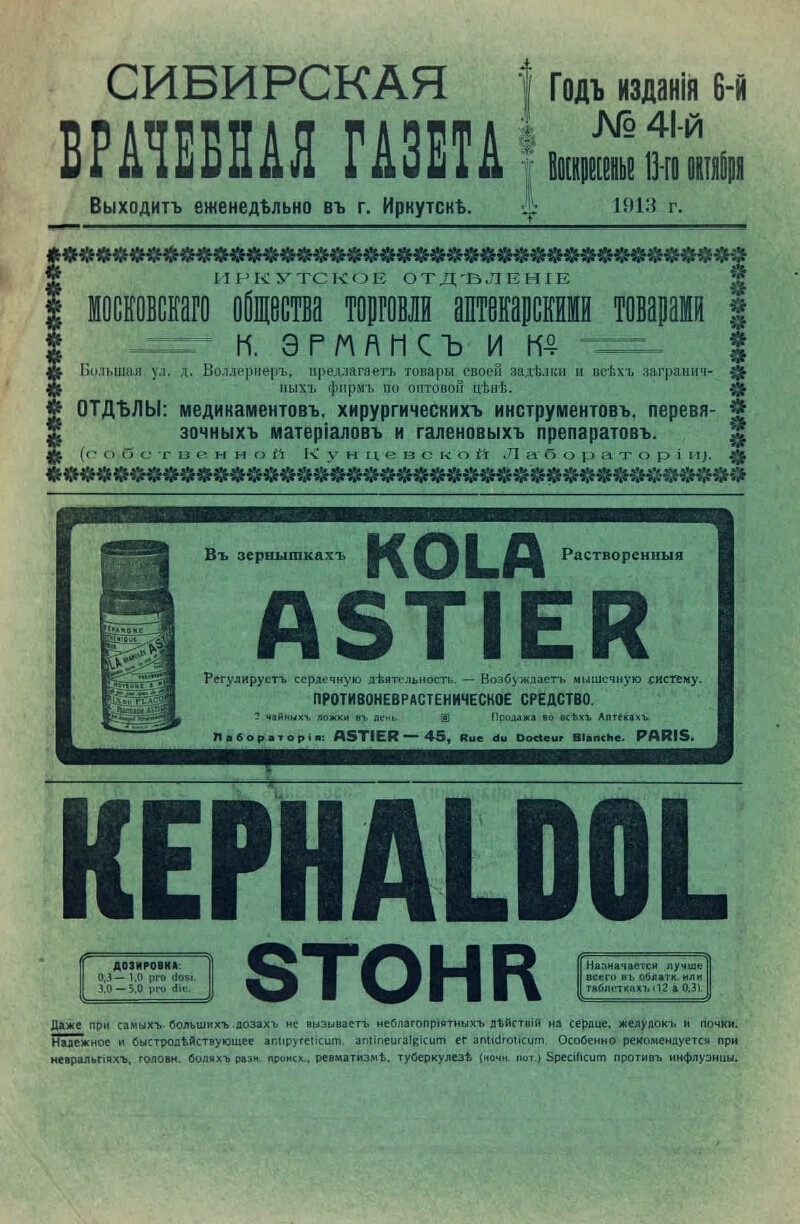 СИБИРСКАЯ
ВРАЧЕБНАЯ ГАЗЕТА
Выходитъ еженедѣльно въ г. Иркутскѣ.
Годъ изданія 6-й
№ 41-й
Воскресенье 13-го октября
1913 г.
ИРКУТСКОЕ ОТДѢЛЕНІЕ
МОСКОВСКАГО ОБЩЕСТВА ТОРГОВЛИ АПТЕКАРСКИМИ ТОВАРАМИ
К. ЭРМАНСЪ И Кº
Большая ул. д. Воллернеръ, предлагаетъ товары своей задѣлки и всѣхъ загранич-
ныхъ фирмъ по оптовой цѣнѣ.
ОТДѢЛЫ: медикаментовъ, хирургическихъ инструментовъ, перевя-
зочныхъ матеріаловъ и галеновыхъ препаратовъ.
(собственной Кунцевской Лабораторіи).
Въ зернышкахъ KOLA Растворенныя
ASTIER
Регулируетъ сердечную дѣятельность. — Возбуждаетъ мышечную систему.
ПРОТИВОНЕВРАСТЕНИЧЕСКОЕ СРЕДСТВО.
2 чайныхъ ложки въ день Продажа во всѣхъ Аптекахъ.
Лабораторія: ASTIER — 45, Rue du Docteur Blanche. PARIS.
KEPHALDOL
STOHR
ДОЗИРОВКА:
0,3 — 1,0 pro dosi.
3,0 — 5,0 pro die.
Назначается лучше
всего въ облатк. или
таблеткахъ (12 à 0,3).
Даже при самыхъ большихъ дозахъ не вызываетъ неблагопріятныхъ дѣйствій на сердце, желудокъ и почки.
Надежное и быстродѣйствующее antipyreticum, antineuralgicum et antidroticum. Особенно рекомендуется при
невральгіяхъ, головн. боляхъ разн. происх., ревматизмѣ, туберкулезѣ (ночн. пот.) Specificum противъ инфлуэнцы.